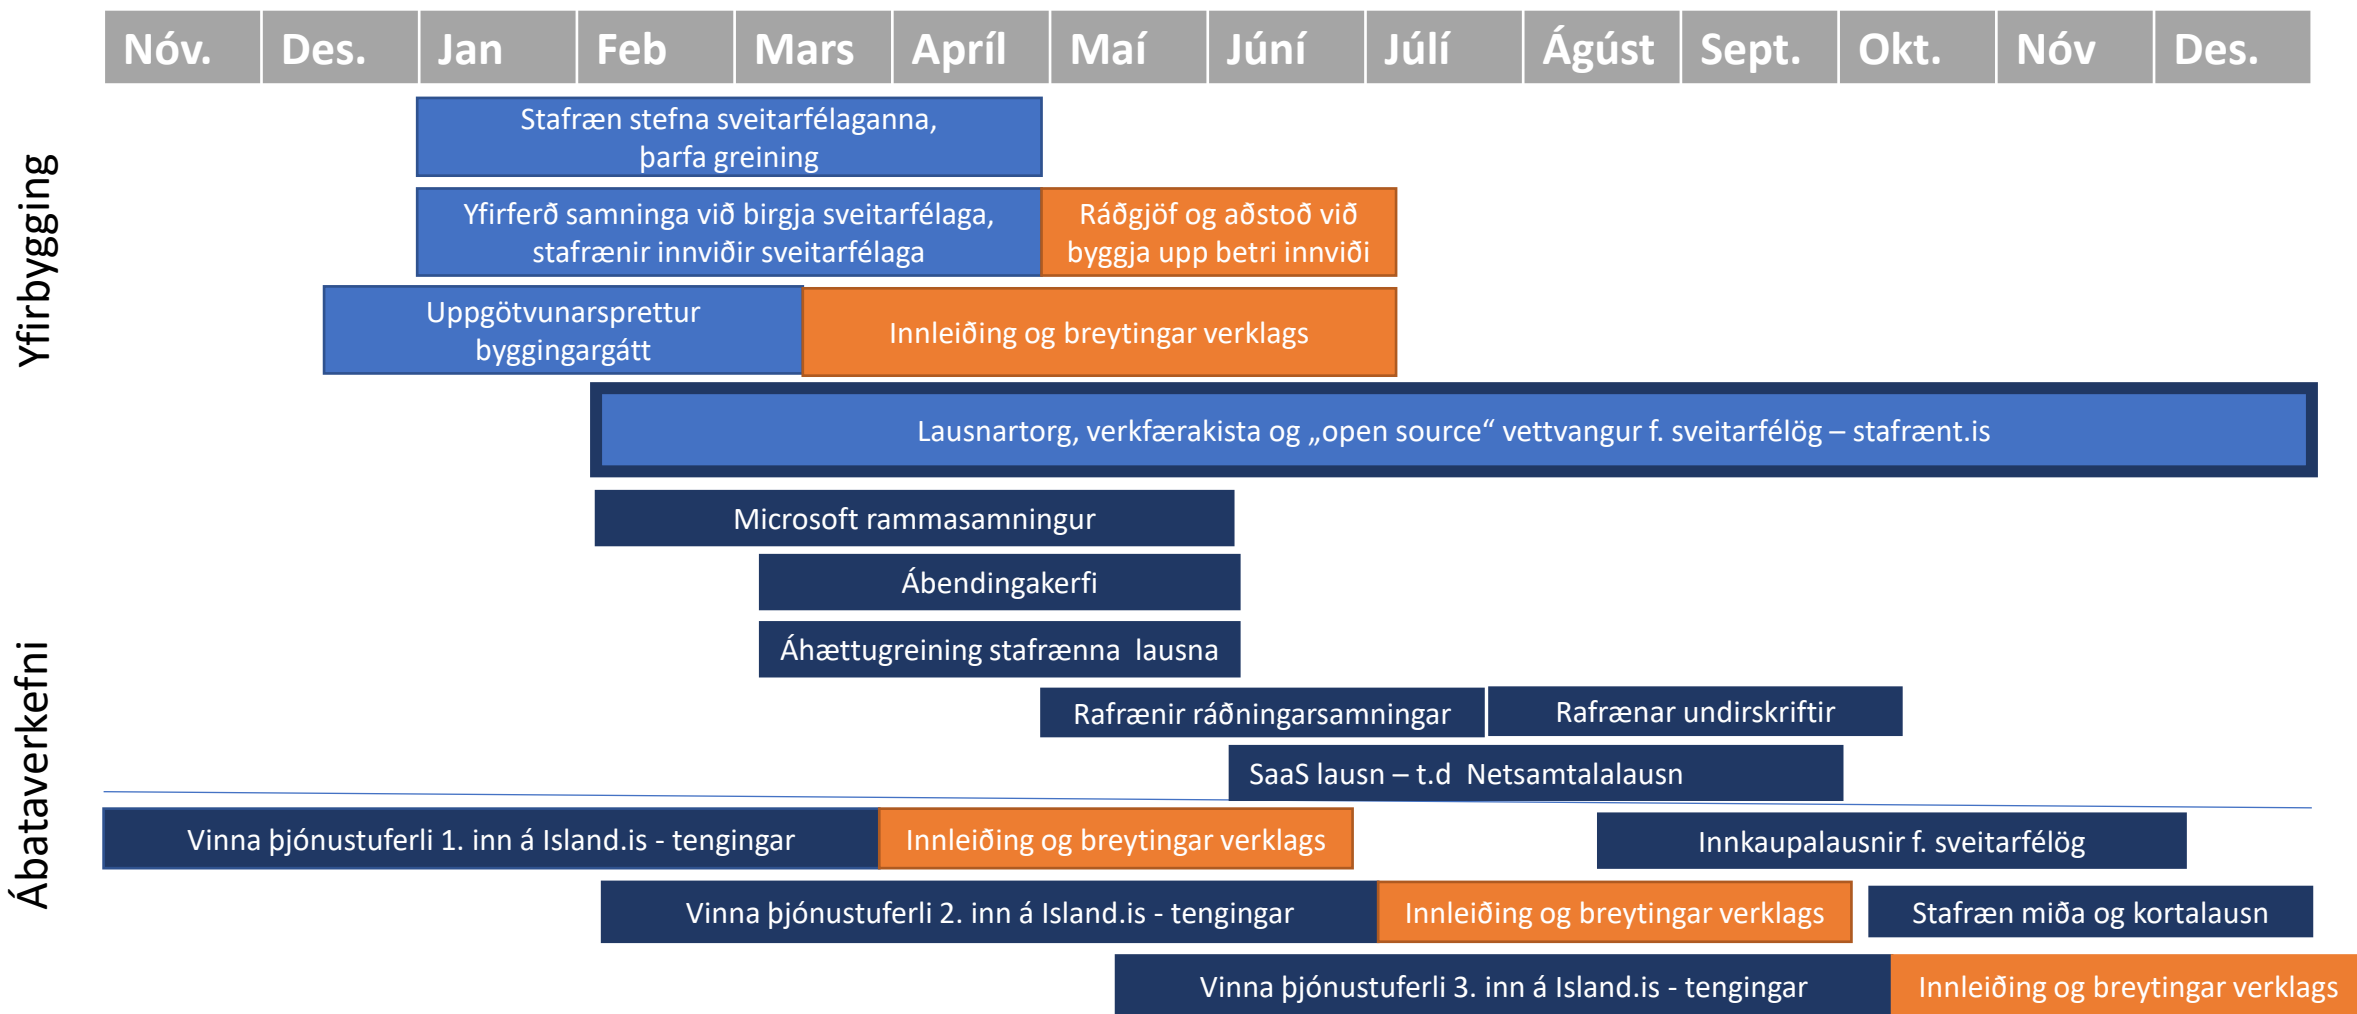 Nóv. Des. Jan Feb Mars Apríl Maí Júní Júlí Ágúst Sept. Okt. Nóv Des.
Yfirbygging
Stafræn stefna sveitarfélaganna,
þarfa greining
Yfirferð samninga við birgja sveitarfélaga,
stafrænir innviðir sveitarfélaga
Ráðgjöf og aðstoð við
byggja upp betri innviði
Uppgötvunarsprettur
byggingargátt
Innleiðing og breytingar verklags
Lausnartorg, verkfærakista og „open source“ vettvangur f. sveitarfélög – stafrænt.is
Ábataverkefni
Microsoft rammasamningur
Ábendingakerfi
Áhættugreining stafrænna lausna
Rafrænir ráðningarsamningar
Rafrænar undirskriftir
SaaS lausn – t.d Netsamtalalausn
Vinna þjónustuferli 1. inn á Island.is - tengingar
Innleiðing og breytingar verklags
Innkaupalausnir f. sveitarfélög
Vinna þjónustuferli 2. inn á Island.is - tengingar
Innleiðing og breytingar verklags
Stafræn miða og kortalausn
Vinna þjónustuferli 3. inn á Island.is - tengingar
Innleiðing og breytingar verklags